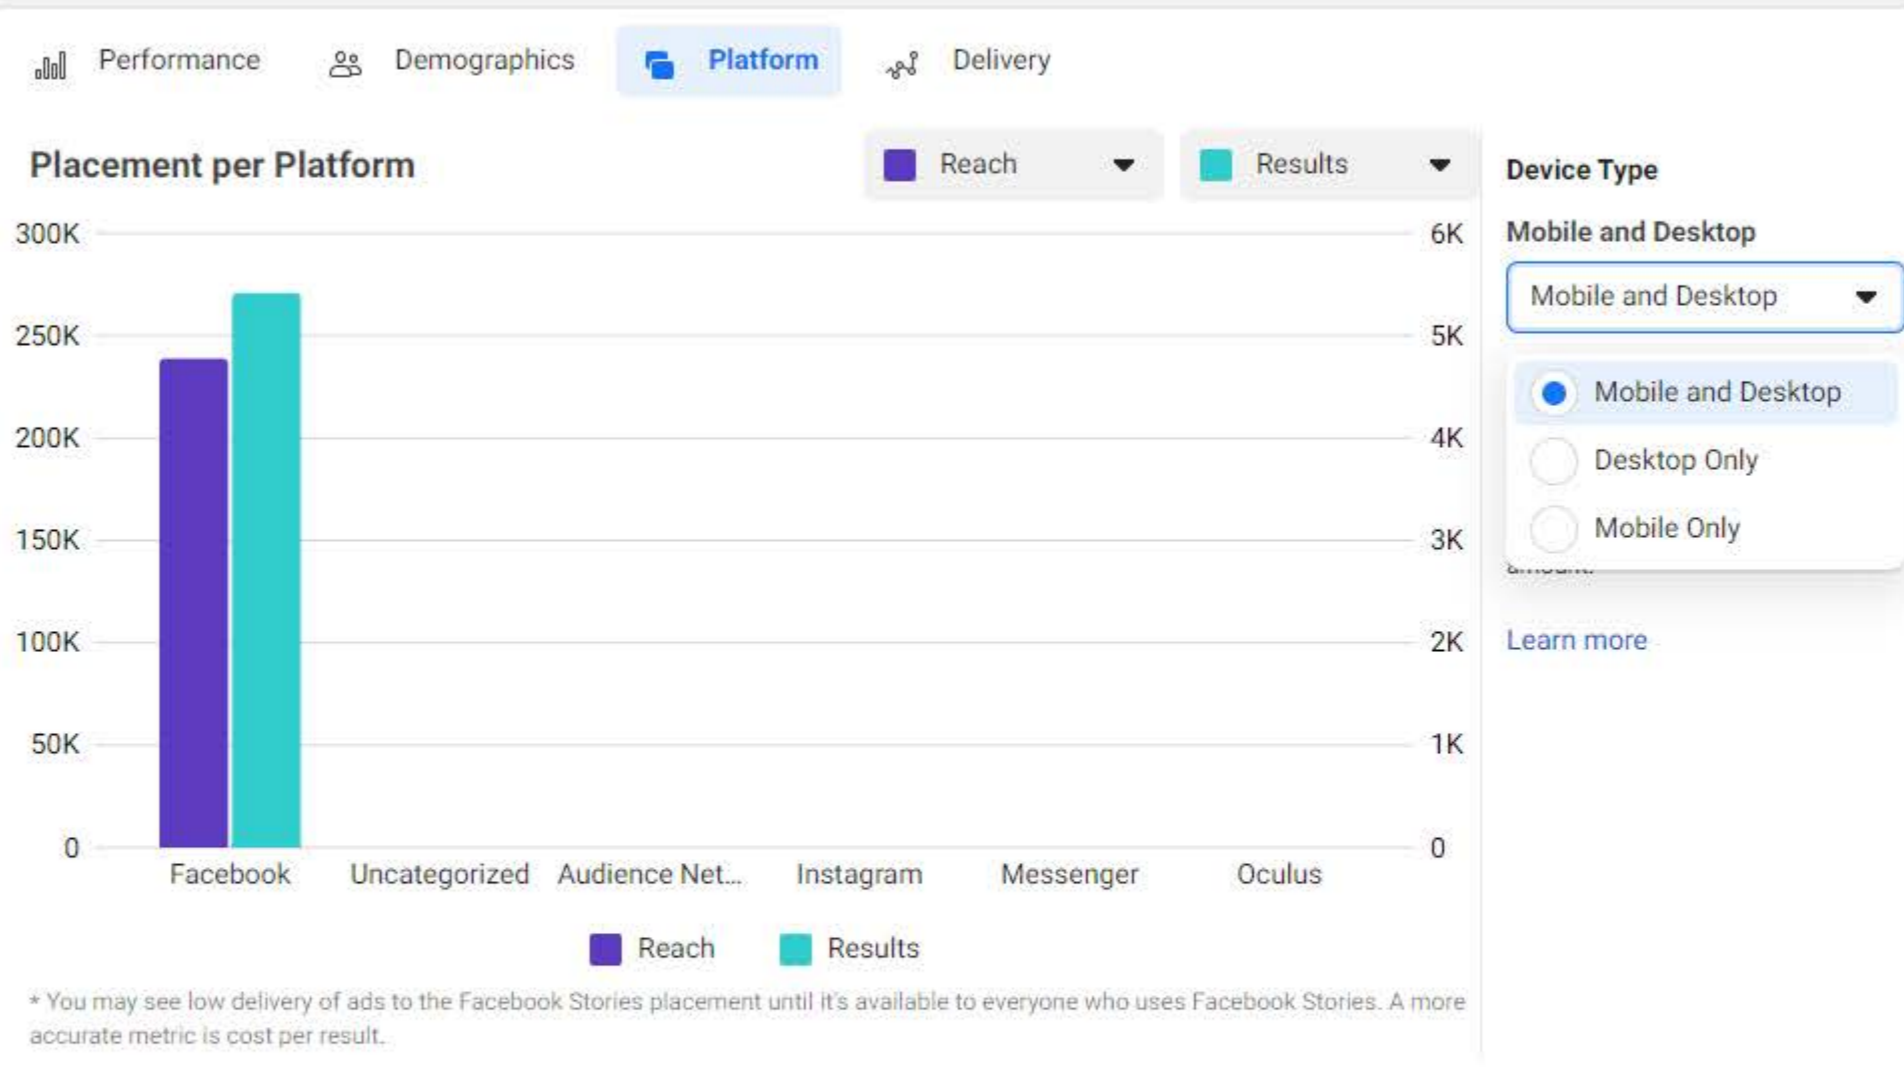 Performance
Demographics
Platform
Delivery
Placement per Platform
Reach
Results
Device Type
Mobile and Desktop
Mobile and Desktop
Mobile and Desktop
Desktop Only
Mobile Only
Learn more
300K
250K
200K
150K
100K
50K
0
6K
5K
4K
3K
2K
1K
0
Facebook
Uncategorized
Audience Net...
Instagram
Messenger
Oculus
Reach
Results
* You may see low delivery of ads to the Facebook Stories placement until it's available to everyone who uses Facebook Stories. A more
accurate metric is cost per result.